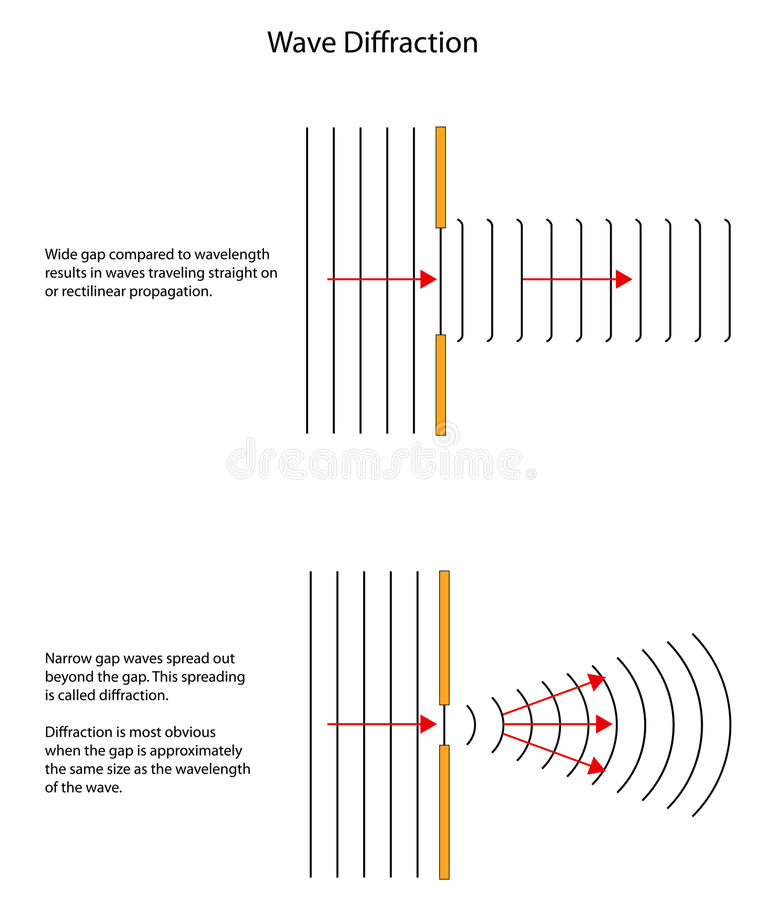 Wave Diffraction
Wide gap compared to wavelength
results in waves traveling straight on
or rectilinear propagation.
dreamstime.
Narrow gap waves spread out
beyond the gap. This spreading
is called diffraction.
Diffraction is most obvious
when the gap is approximately
the same size as the wavelength
of the wave.